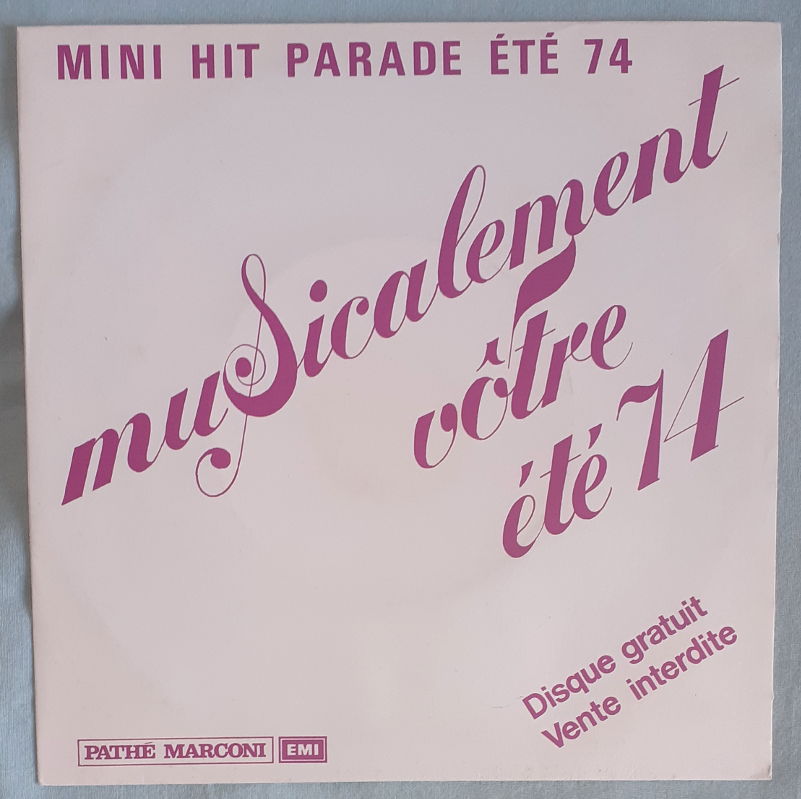 MINI HIT PARADE ÉTÉ 74
musicalement
vôtre
été 74
Disque gratuit
Vente interdite
PATHÉ MARCONI EMI